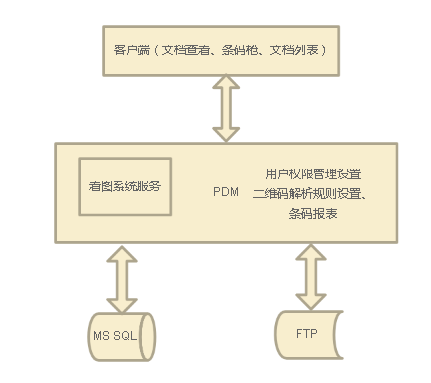 客户端（文档查看、条码枪、文档列表）
看图系统服务
PDM
用户权限管理设置
二维码解析规则设置、
条码报表
MS SQL
FTP